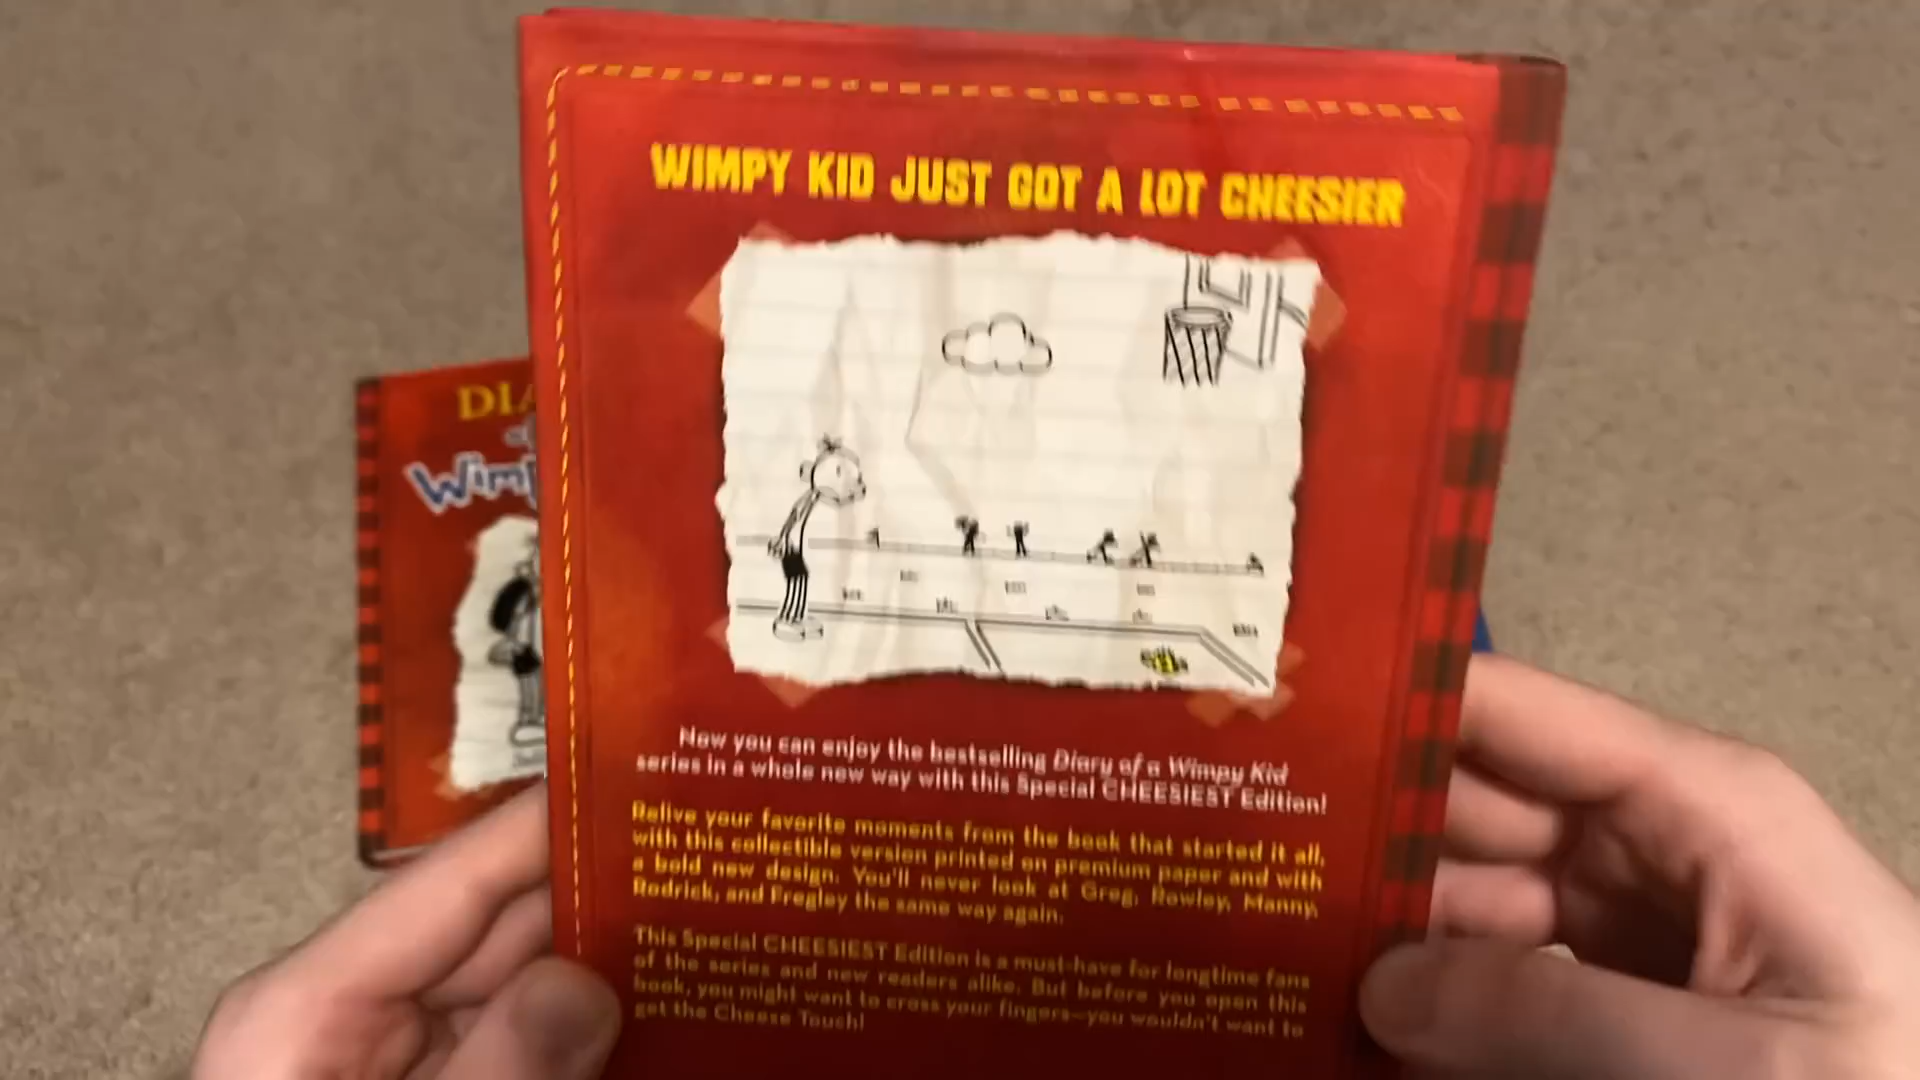 WIMPY KID JUST GOT A LOT CHEESIER
DIA
Wimp
Now you can enjoy the bestselling Diary of a Wimpy Kid
series in a whole new way with this Special CHEESIEST Edition!
Relive your favorite moments from the book that started it all,
with this collectible version printed on premium paper and with
a bold new design. You'll never look at Greg, Rowley, Manny,
Rodrick, and Fregley the same way again.
This Special CHEESIEST Edition is a must-have for longtime fans
of the series and new readers alike. But before you open this
book, you might want to cross your fingers—you wouldn't want to
get the Cheese Touch!